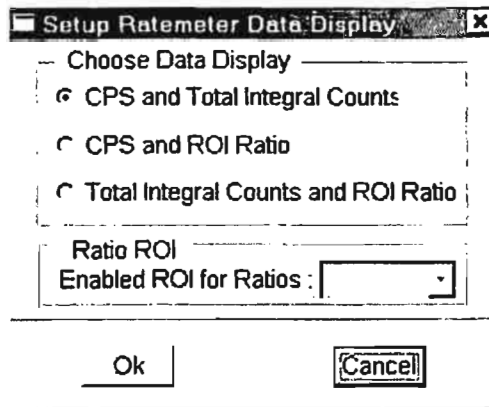 Setup Ratemeter Data Display
Choose Data Display
CPS and Total Integral Counts
CPS and ROI Ratio
Total Integral Counts and ROI Ratio
Ratio ROI
Enabled ROI for Ratios :
Ok
Cancel